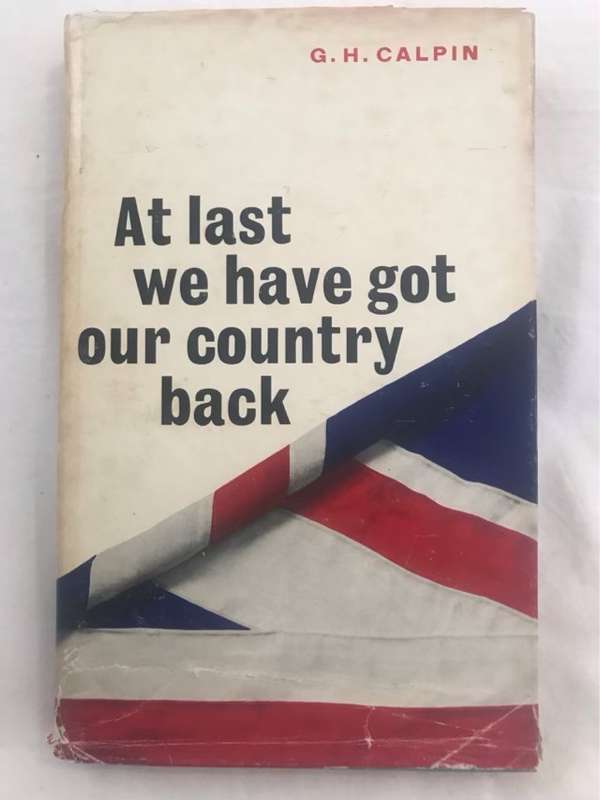 G. H. CALPIN
At last
we have got
our country
back